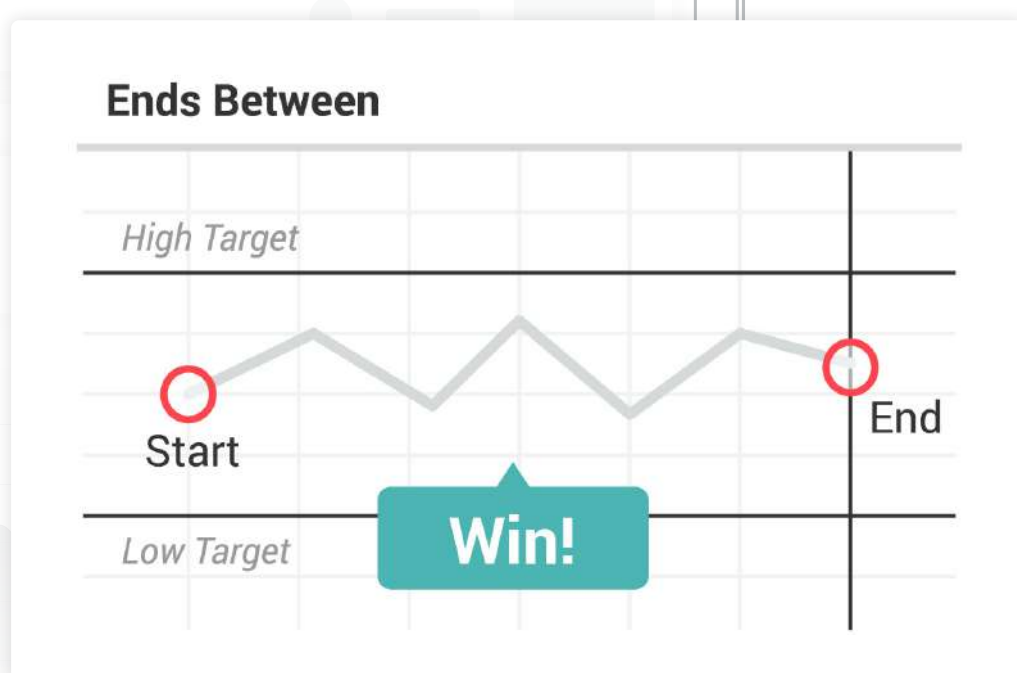 Ends Between
High Target
Start
End
Win!
Low Target